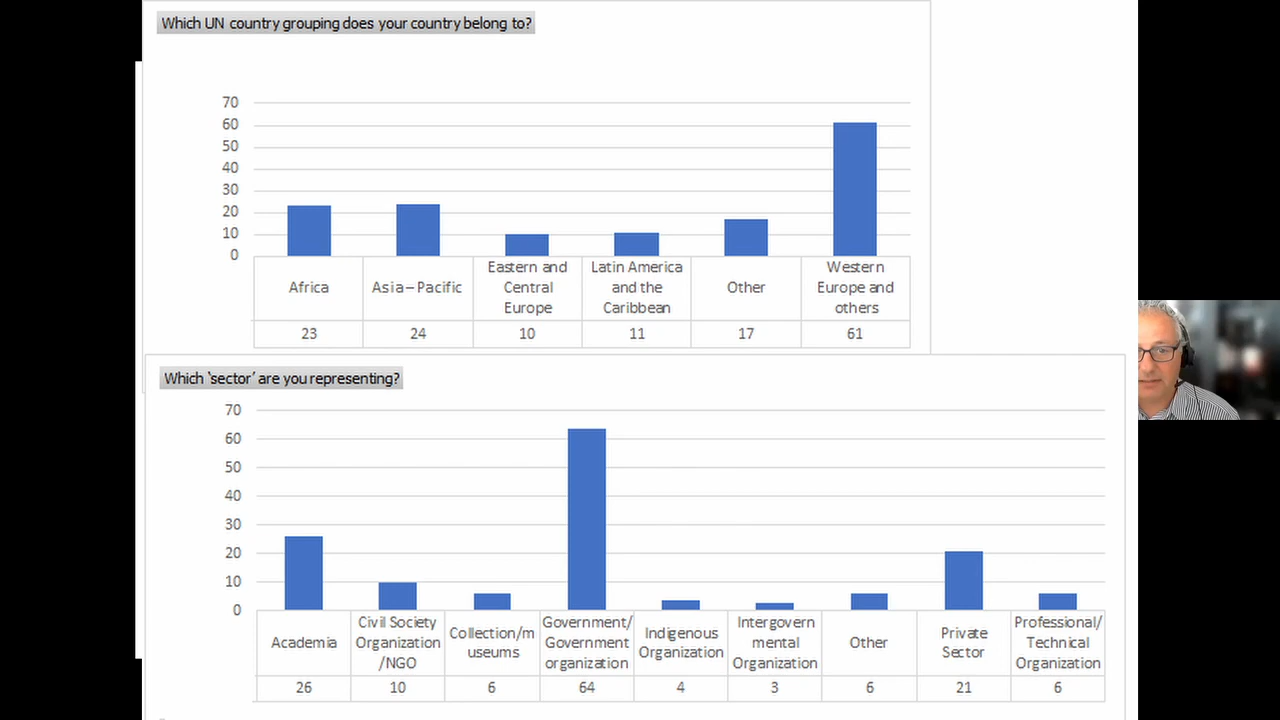 Which UN country grouping does your country belong to?
70
60
50
40
30
20
10
0
Africa
Asia – Pacific
Eastern and
Central
Europe
Latin America
and the
Caribbean
Other
Western
Europe and
others
23
24
10
11
17
61
Which ‘sector’ are you representing?
70
60
50
40
30
20
10
0
Academia
Civil Society
Organization
/NGO
Collection/m
useums
Government/
Government
organization
Indigenous
Organization
Intergovern
mental
Organization
Other
Private
Sector
Professional/
Technical
Organization
26
10
6
64
4
3
6
21
6